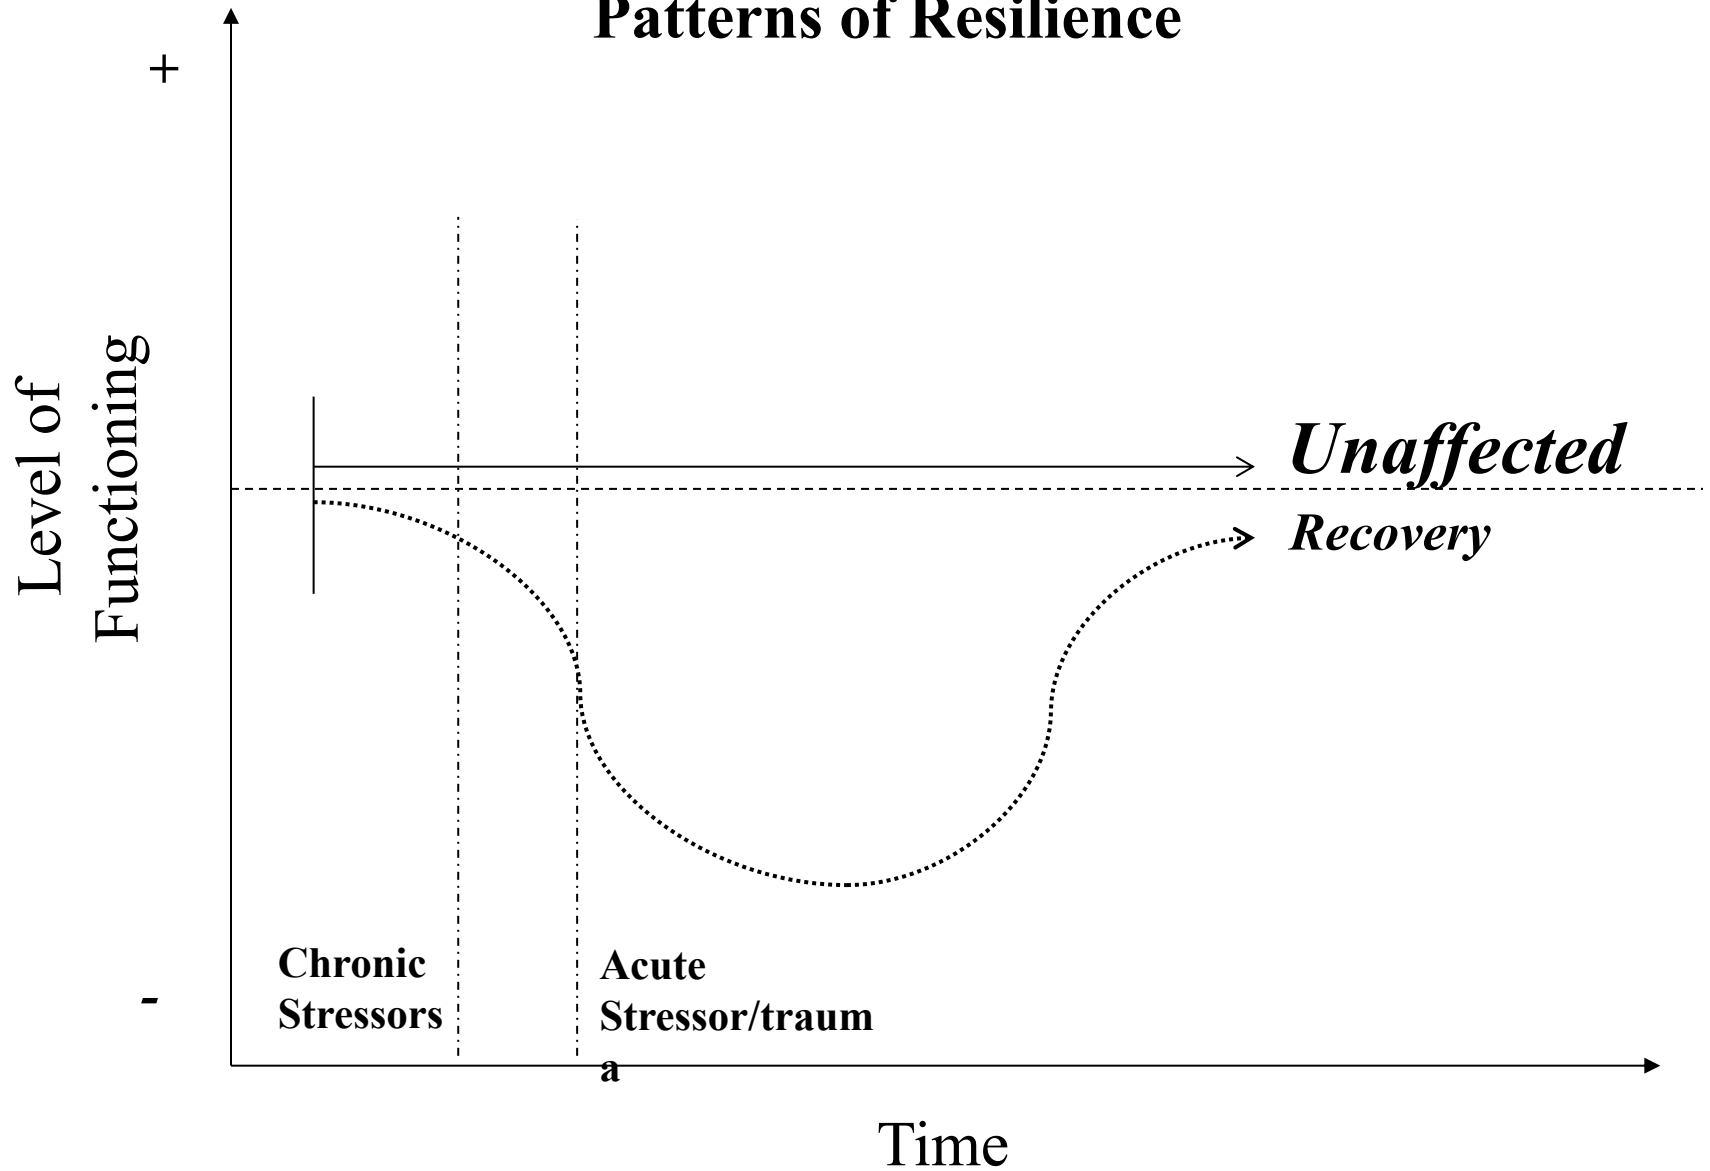 Patterns of Resilience
+
Level of
Functioning
Unaffected
Recovery
Chronic
Stressors
Acute
Stressor/traum
a
-
Time